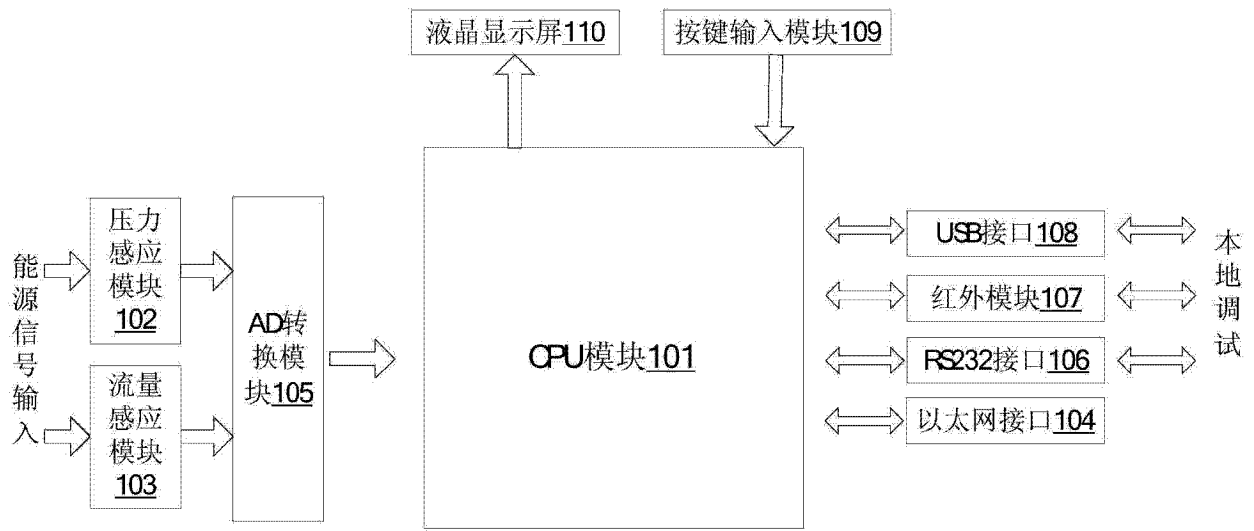 液晶显示屏110
按键输入模块109
能源信号输入
压力
感应
模块
102
流量
感应
模块
103
AD转
换模
块105
CPU模块101
USB接口108
红外模块107
RS232接口106
以太网接口104
本地调试